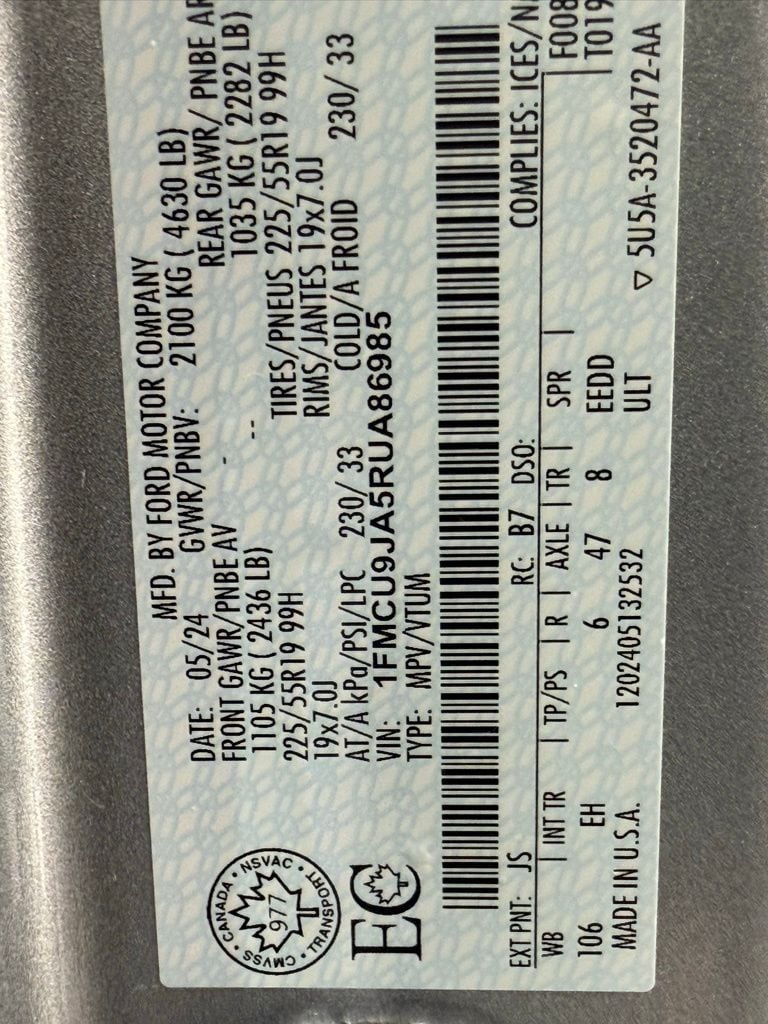 MFD. BY FORD MOTOR COMPANY
DATE: 05/24 GVWR/PNBV: 2100 KG ( 4630 LB)
FRONT GAWR/PNBE AV - REAR GAWR/ PNBE AR
1105 KG (2436 LB) -- 1035 KG ( 2282 LB)
225/55R19 99H TIRES/PNEUS 225/55R19 99H
19x7.0J RIMS/JANTES 19x7.0J
AT/A kPa/PSI/LPC 230/ 33 COLD/A FROID 230/ 33
VIN: 1FMCU9JA5RUA86985
TYPE: MPV/VTUM
CANADA • NSVAC • TRANSPORT • CMVSS •
977
EC
EXT PNT: JS RC: B7 DSO: COMPLIES: ICES/N
WB | INT TR | TP/PS | R | AXLE | TR | SPR | F008
106 EH 6 47 8 EEDD T019
MADE IN U.S.A. 1202405132532 ULT ▽ 5U5A-3520472-AA